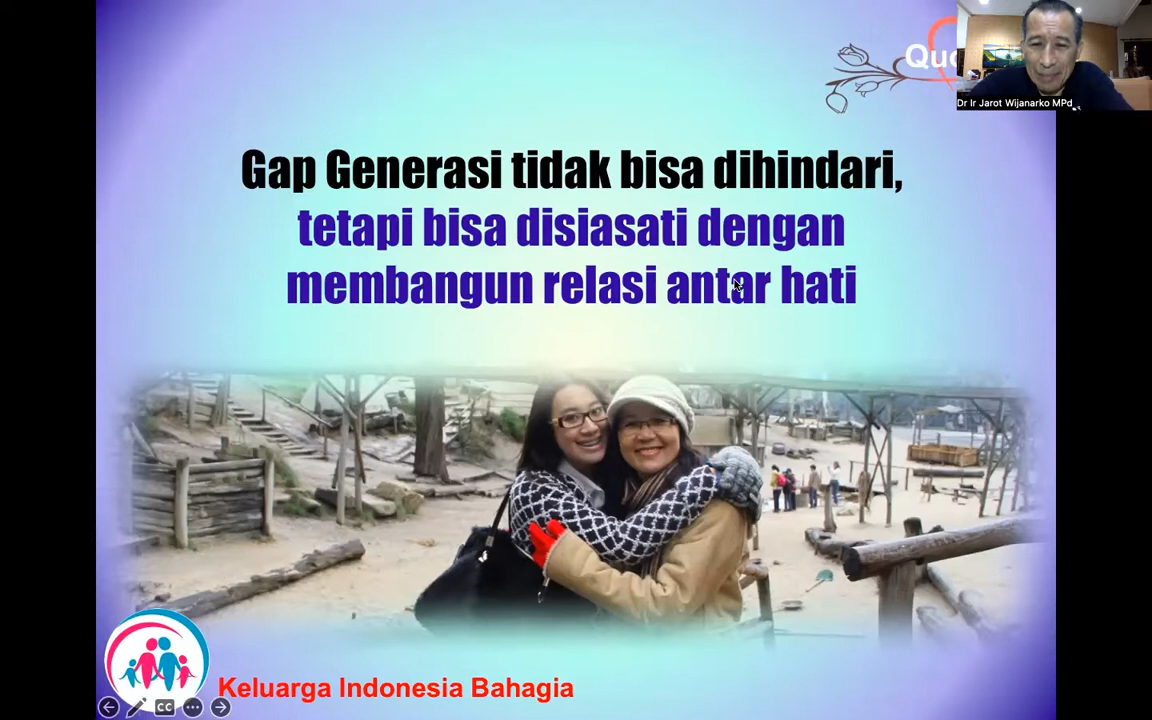 Dr Ir Jarot Wijanarko MPd
Gap Generasi tidak bisa dihindari,
tetapi bisa disiasati dengan
membangun relasi antar hati
Keluarga Indonesia Bahagia
CC